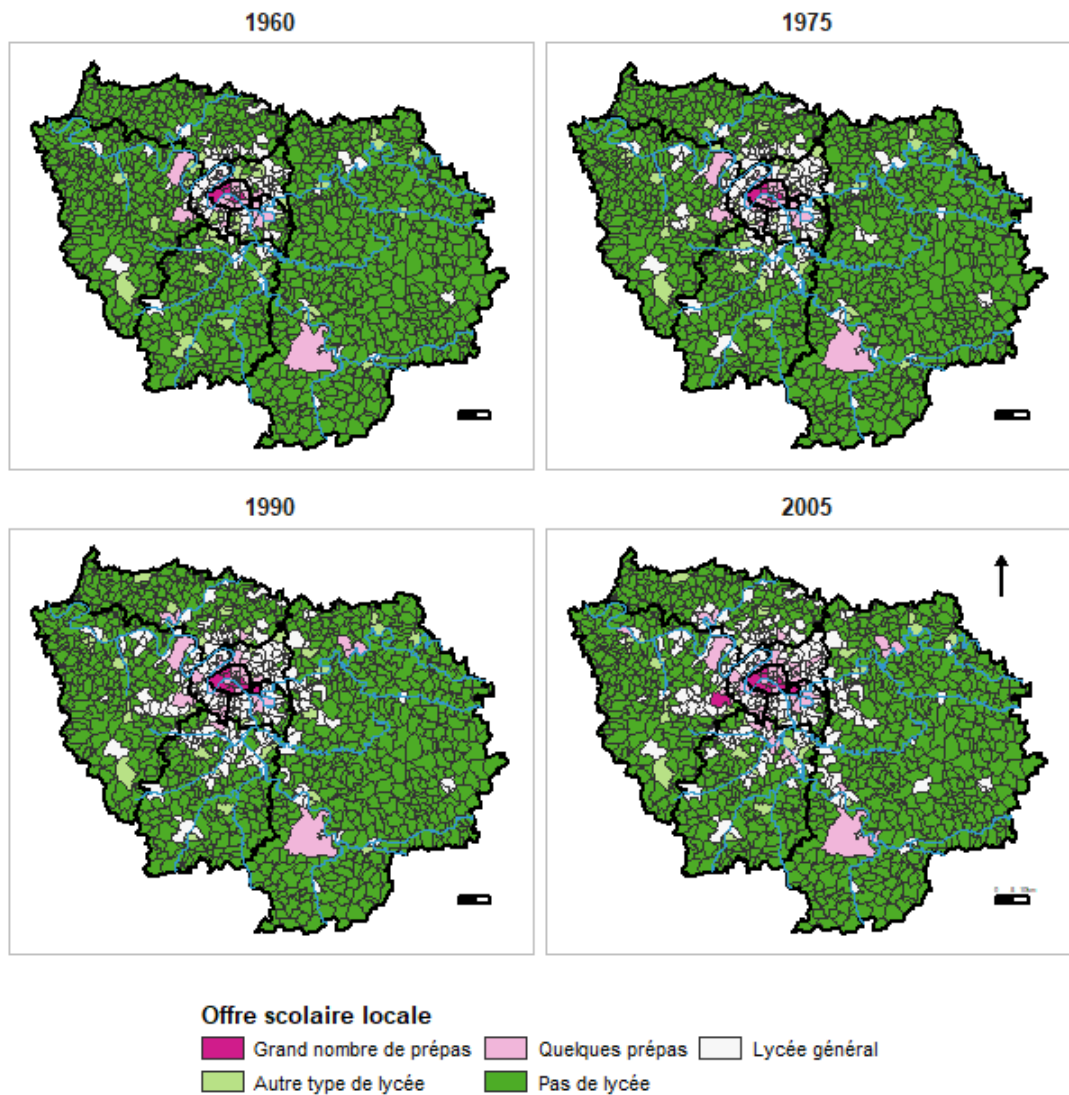 1960
1975
1990
2005
Offre scolaire locale
Grand nombre de prépas
Quelques prépas
Lycée général
Autre type de lycée
Pas de lycée